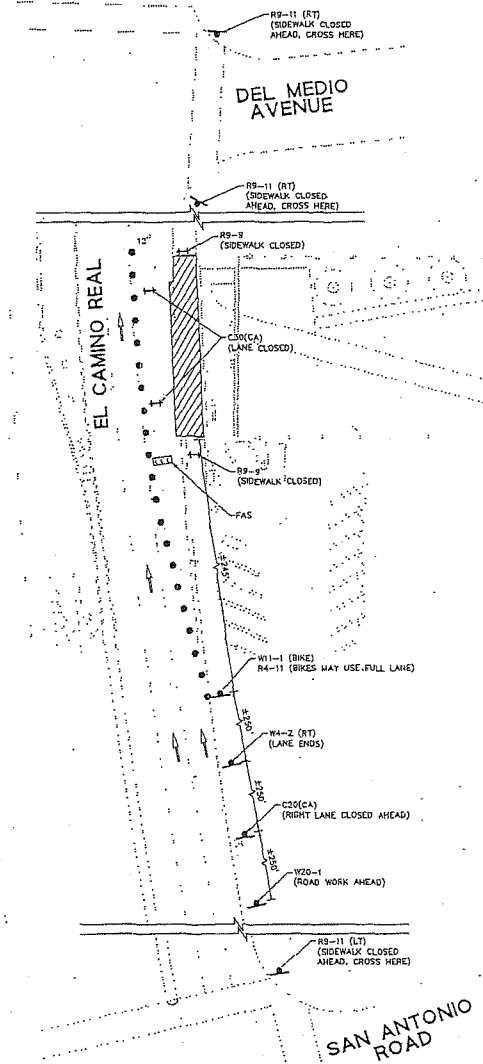 R9-11 (RT)
(SIDEWALK CLOSED
AHEAD, CROSS HERE)
DEL MEDIO
AVENUE
R9-11 (RT)
(SIDEWALK CLOSED
AHEAD, CROSS HERE)
R9-9
(SIDEWALK CLOSED)
12'
EL CAMINO REAL
C30(CA)
(LANE CLOSED)
R9-9
(SIDEWALK CLOSED)
FAS
±245'
W11-1 (BIKE)
R4-11 (BIKES MAY USE FULL LANE)
±250'
W4-2 (RT)
(LANE ENDS)
±250'
C20(CA)
(RIGHT LANE CLOSED AHEAD)
±250'
W20-1
(ROAD WORK AHEAD)
R9-11 (LT)
(SIDEWALK CLOSED
AHEAD, CROSS HERE)
SAN ANTONIO
ROAD